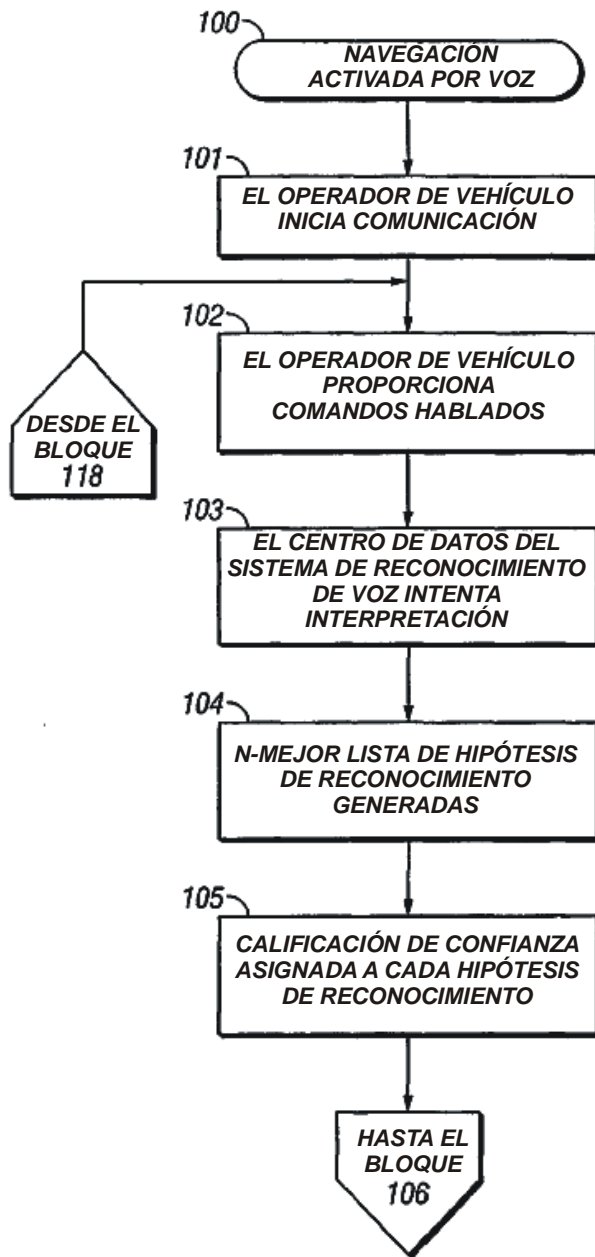 100
NAVEGACIÓN
ACTIVADA POR VOZ
101
EL OPERADOR DE VEHÍCULO
INICIA COMUNICACIÓN
102
EL OPERADOR DE VEHÍCULO
PROPORCIONA
COMANDOS HABLADOS
DESDE EL
BLOQUE
118
103
EL CENTRO DE DATOS DEL
SISTEMA DE RECONOCIMIENTO
DE VOZ INTENTA
INTERPRETACIÓN
104
N-MEJOR LISTA DE HIPÓTESIS
DE RECONOCIMIENTO
GENERADAS
105
CALIFICACIÓN DE CONFIANZA
ASIGNADA A CADA HIPÓTESIS
DE RECONOCIMIENTO
HASTA EL
BLOQUE
106